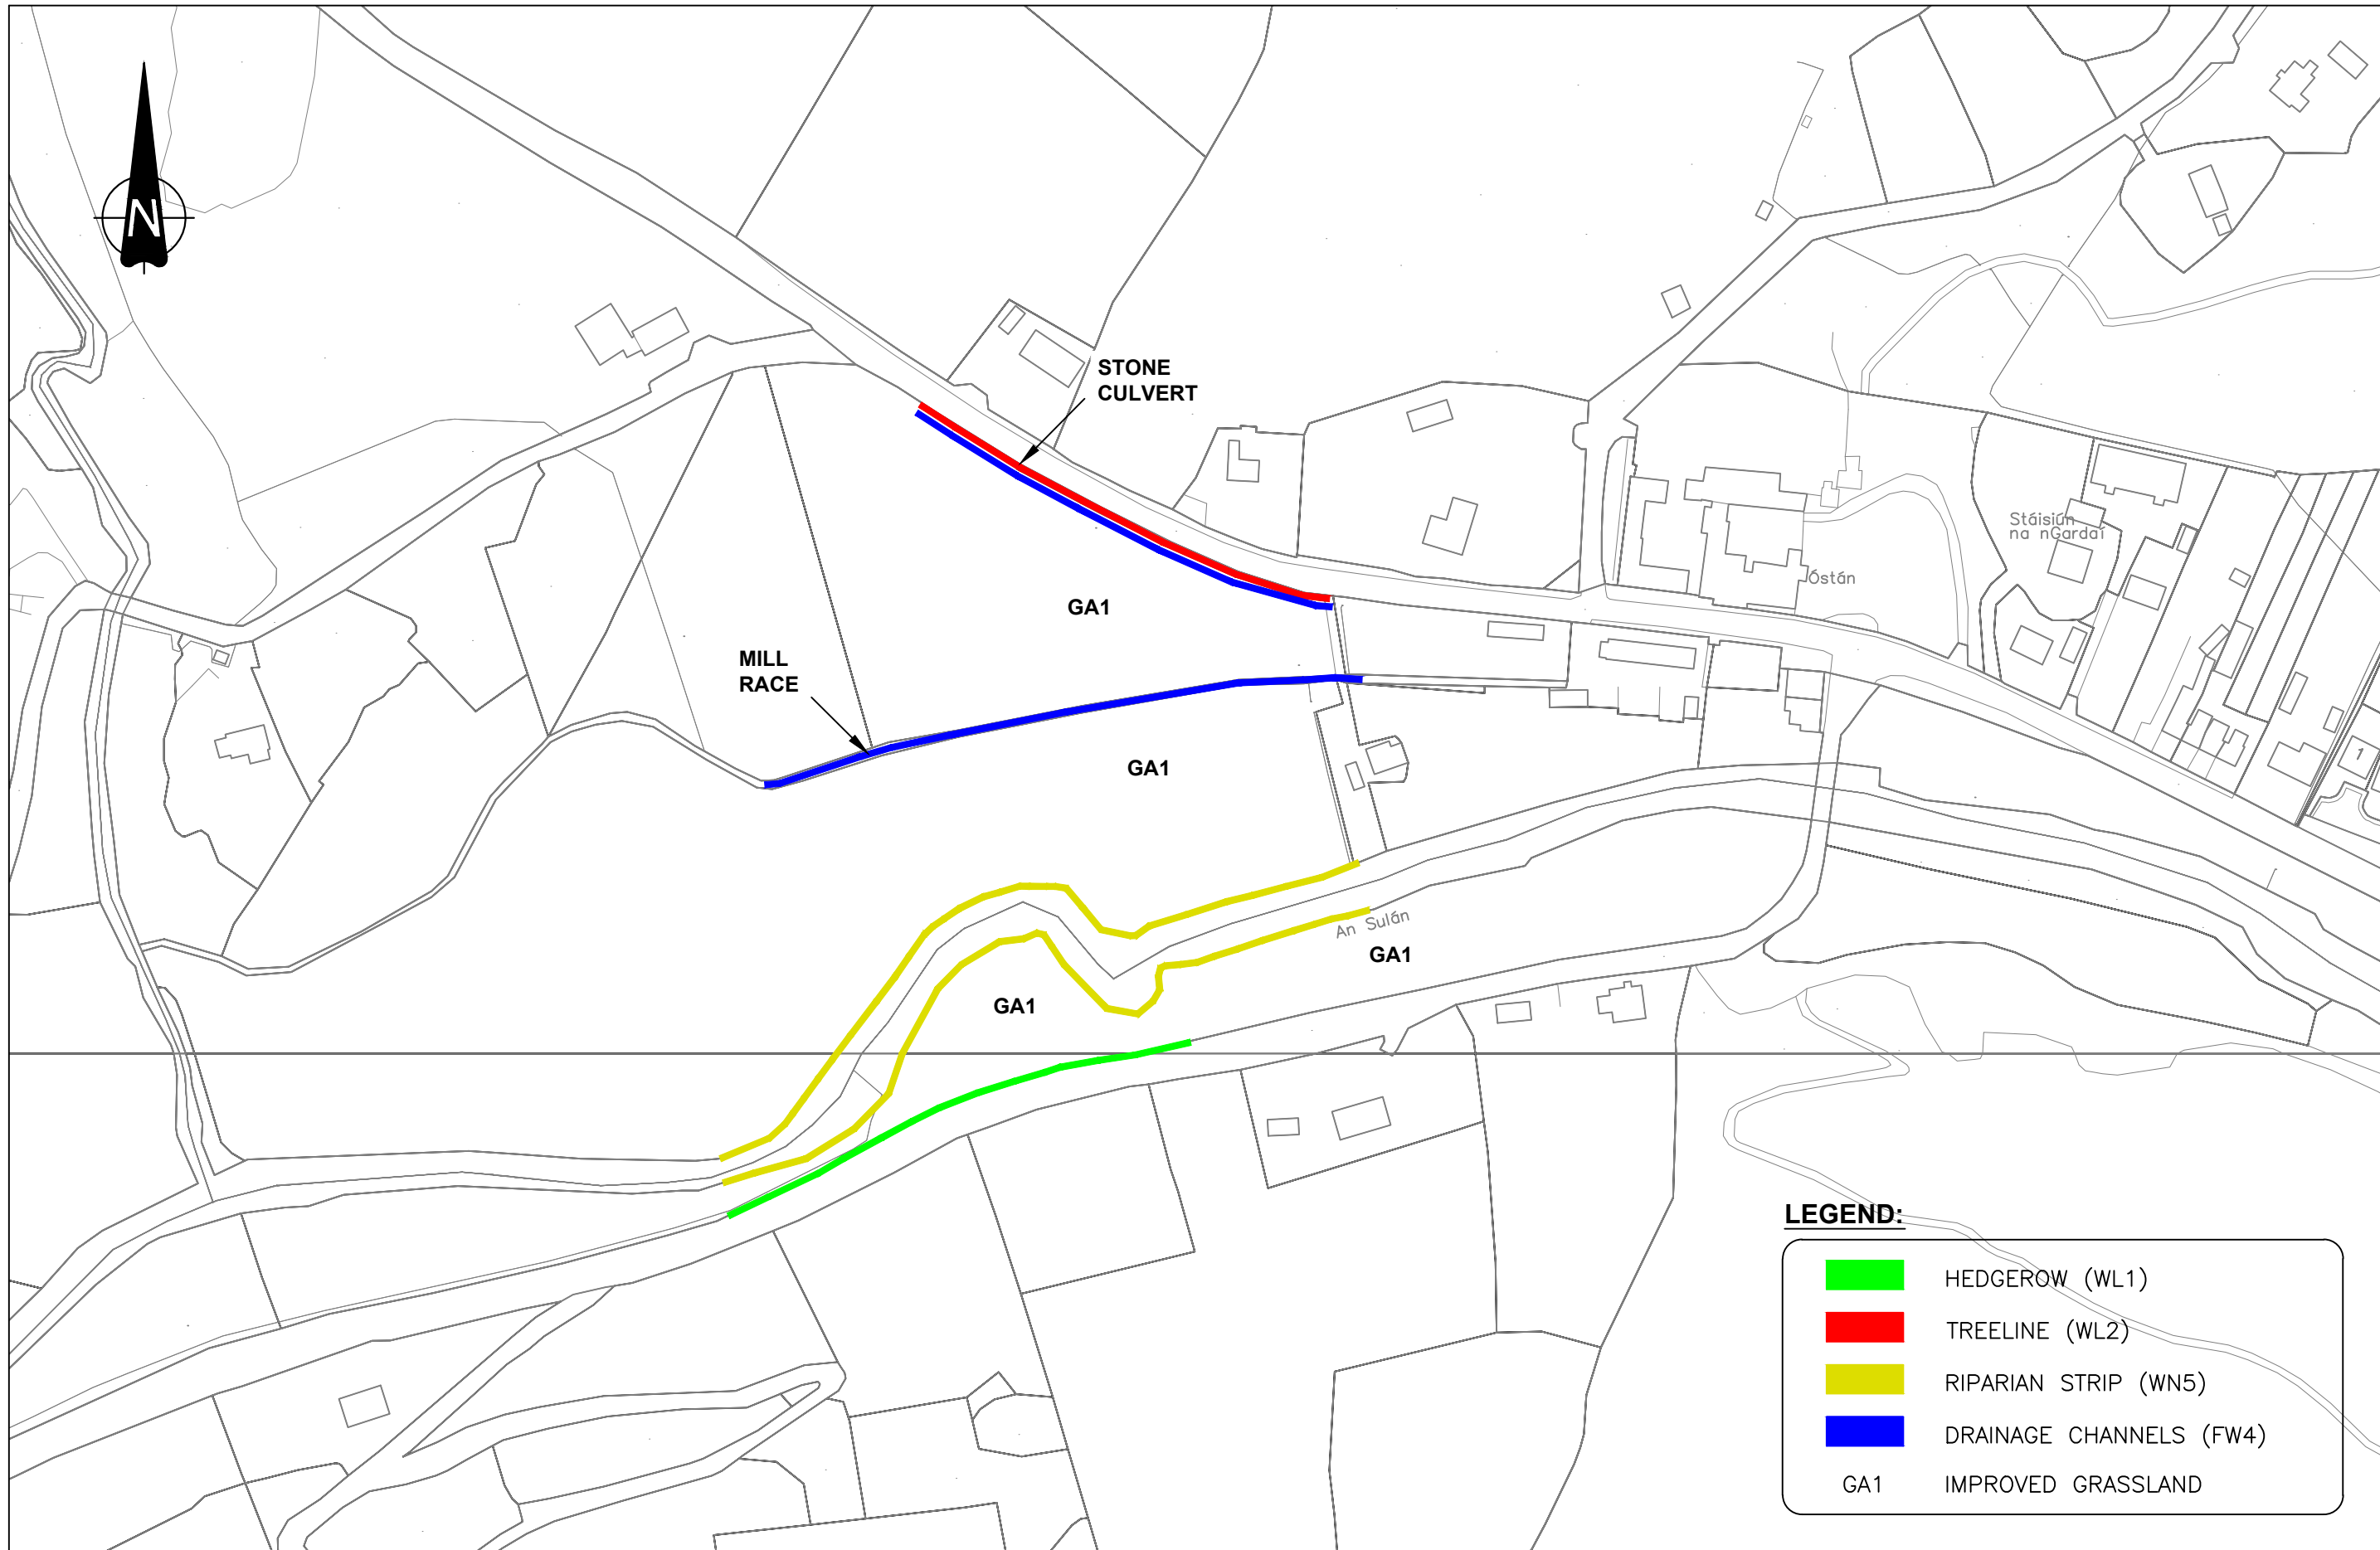 N
STONE
CULVERT
Stáisiún
na nGardaí
Óstán
GA1
MILL
RACE
1
GA1
An Sulán
GA1
GA1
LEGEND:
HEDGEROW (WL1)
TREELINE (WL2)
RIPARIAN STRIP (WN5)
DRAINAGE CHANNELS (FW4)
GA1 IMPROVED GRASSLAND